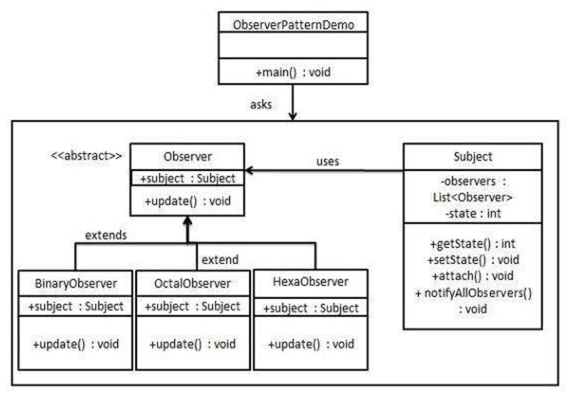 ObserverPatternDemo
+main() : void
asks
<<abstract>>
Observer
+subject : Subject
+update() : void
uses
Subject
-observers :
List<Observer>
-state : int
+getState() : int
+setState() : void
+attach() : void
+ notifyAllObservers()
: void
extends
extend
BinaryObserver
+subject : Subject
+update() : void
OctalObserver
+subject : Subject
+update() : void
HexaObserver
+subject : Subject
+update() : void